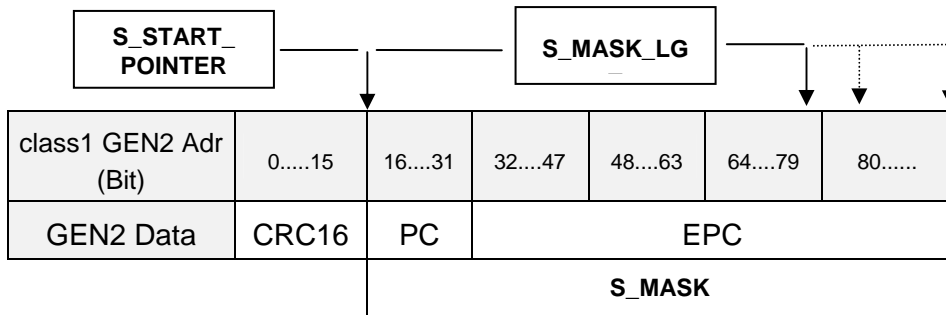 S_START_
POINTER
S_MASK_LG
class1 GEN2 Adr
(Bit)
0.....15
16....31
32....47
48....63
64....79
80......
GEN2 Data
CRC16
PC
EPC
S_MASK